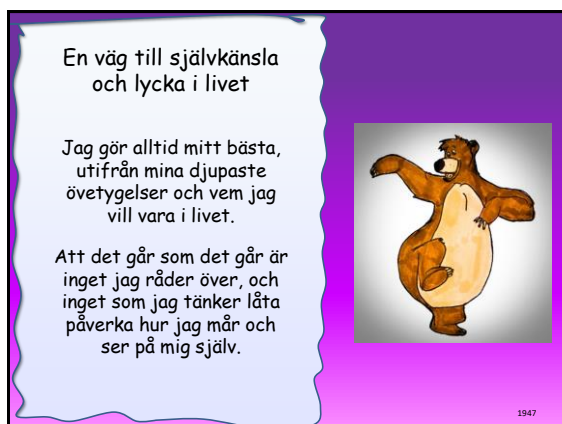 En väg till självkänsla
och lycka i livet
Jag gör alltid mitt bästa,
utifrån mina djupaste
övetygelser och vem jag
vill vara i livet.
Att det går som det går är
inget jag råder över, och
inget som jag tänker låta
påverka hur jag mår och
ser på mig själv.
1947